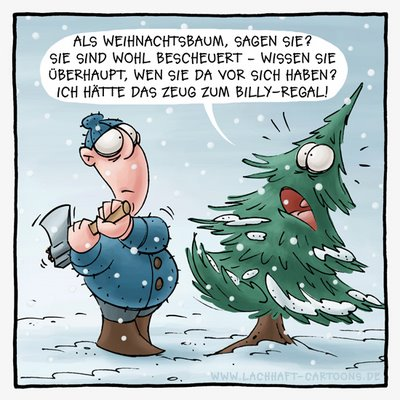 ALS WEIHNACHTSBAUM, SAGEN SIE?
SIE SIND WOHL BESCHEUERT – WISSEN SIE
ÜBERHAUPT, WEN SIE DA VOR SICH HABEN?
ICH HÄTTE DAS ZEUG ZUM BILLY-REGAL!
WWW.LACHHAFT-CARTOONS.DE